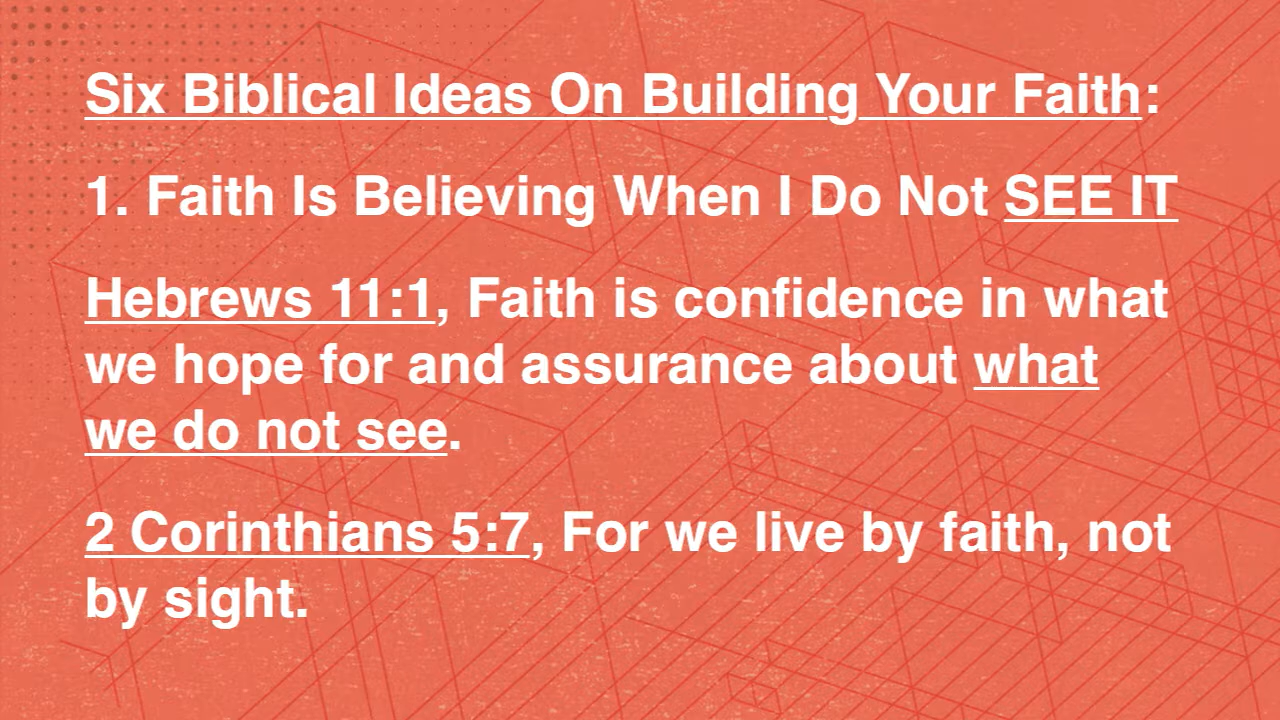 Six Biblical Ideas On Building Your Faith:
1. Faith Is Believing When I Do Not SEE IT
Hebrews 11:1, Faith is confidence in what
we hope for and assurance about what
we do not see.
2 Corinthians 5:7, For we live by faith, not
by sight.